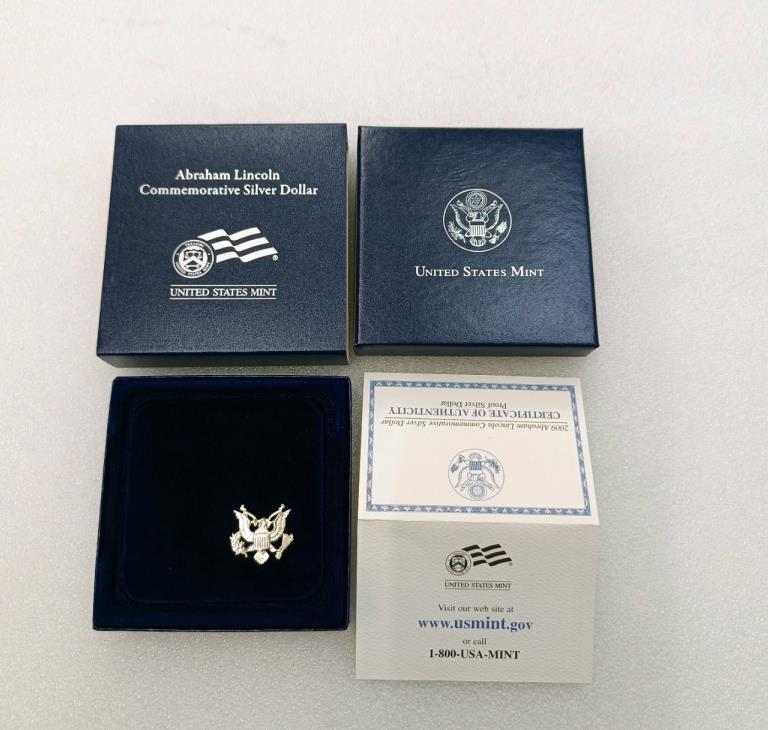 Abraham Lincoln
Commemorative Silver Dollar
®
UNITED STATES MINT
UNITED STATES MINT
2009 Abraham Lincoln Commemorative Silver Dollar
CERTIFICATE OF AUTHENTICITY
Proof Silver Dollar
UNITED STATES MINT
Visit our web site at
www.usmint.gov
or call
1-800-USA-MINT